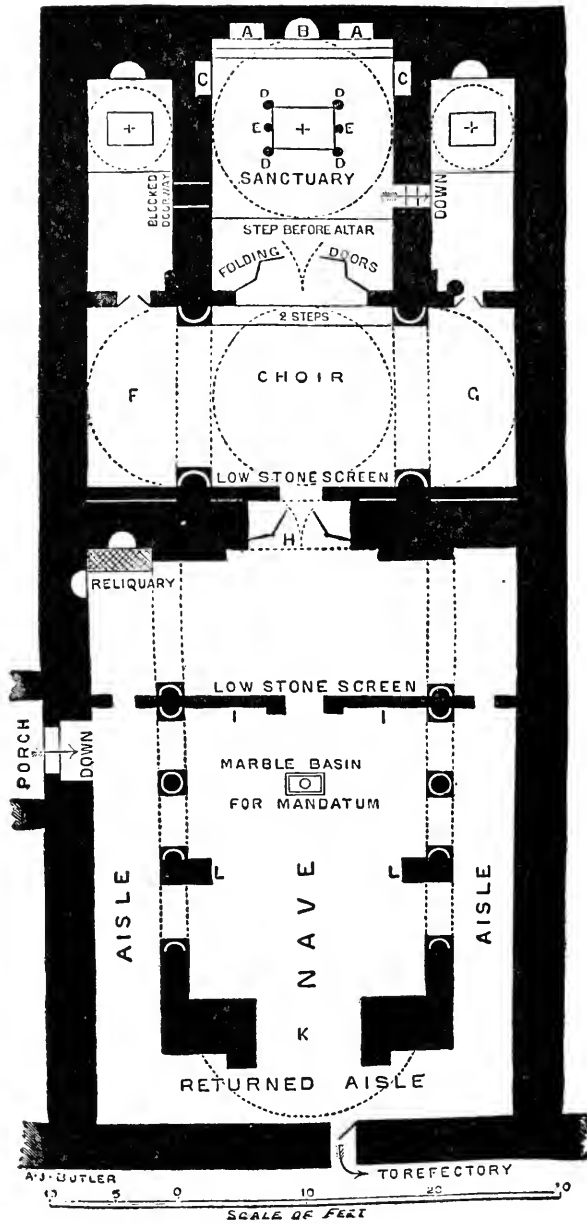 A B A
C C
D D
E E
D D
SANCTUARY
BLOCKED
DOORWAY
DOWN
STEP BEFORE ALTAR
FOLDING DOORS
2 STEPS
F CHOIR G
LOW STONE SCREEN
H
RELIQUARY
LOW STONE SCREEN
I I
PORCH
DOWN
MARBLE BASIN
FOR MANDATUM
L L
AISLE
NAVE
AISLE
K
RETURNED AISLE
A.J. BUTLER
TO REFECTORY
10 5 0 10 20 30
SCALE OF FEET